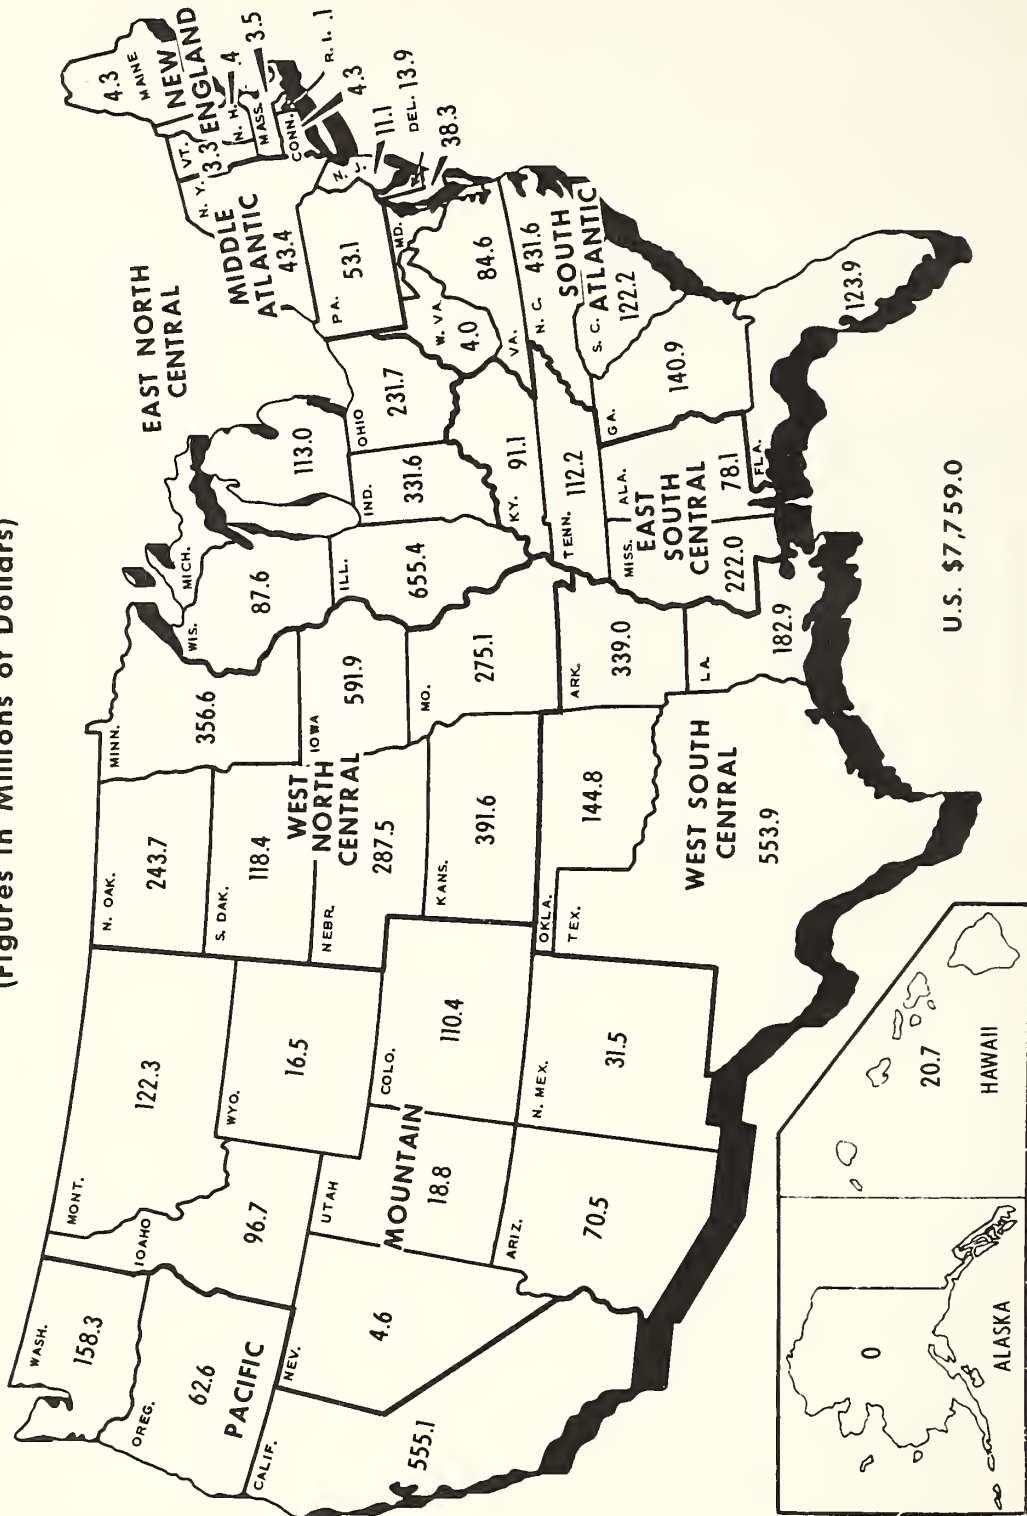 (Figures in Millions of Dollars)
WASH.
158.3
OREG.
62.6
PACIFIC
CALIF.
555.1
NEV.
4.6
IOAHO
96.7
MONT.
122.3
WYO.
16.5
UTAH
18.8
MOUNTAIN
COLO.
110.4
ARIZ.
70.5
N. MEX.
31.5
N. OAK.
243.7
S. DAK.
118.4
NEBR.
287.5
WEST
NORTH
CENTRAL
KANS.
391.6
MINN.
356.6
IOWA
591.9
MO.
275.1
OKLA.
144.8
TEX.
WEST SOUTH
CENTRAL
553.9
ARK.
339.0
LA.
182.9
WIS.
87.6
MICH.
113.0
ILL.
655.4
IND.
331.6
OHIO
231.7
EAST NORTH
CENTRAL
KY.
91.1
TENN.
112.2
MISS.
222.0
ALA.
78.1
EAST
SOUTH
CENTRAL
MIDDLE
ATLANTIC
N. Y.
43.4
PA.
53.1
N. J.
11.1
DEL. 13.9
MD.
38.3
W. VA.
4.0
VA.
84.6
N. C.
431.6
SOUTH
ATLANTIC
S. C.
122.2
GA.
140.9
FLA.
123.9
NEW
ENGLAND
4.3
MAINE
VT.
3.3
N. H.
.4
MASS.
3.5
R. I. .1
CONN.
4.3
0
ALASKA
20.7
HAWAII
U.S. $7,759.0